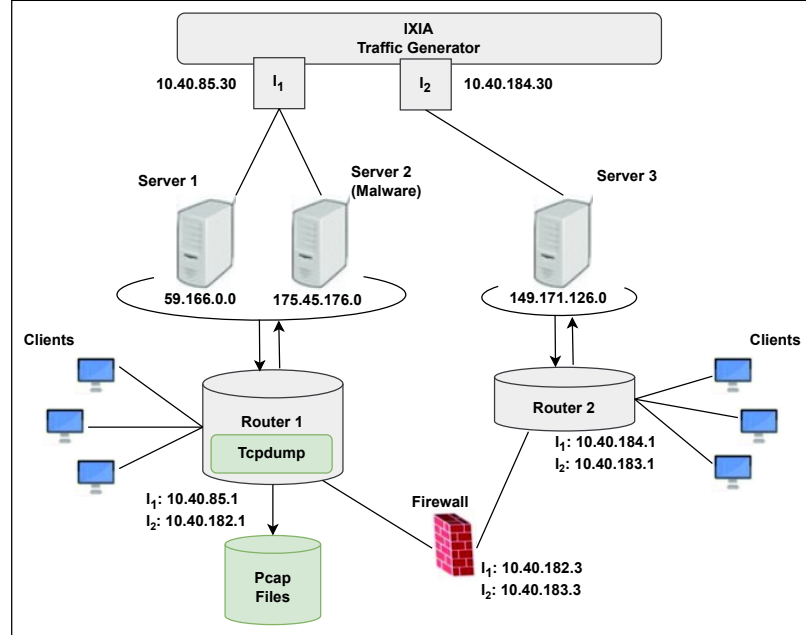 IXIA
Traffic Generator
10.40.85.30
I1
I2
10.40.184.30
Server 1
Server 2
(Malware)
Server 3
59.166.0.0
175.45.176.0
149.171.126.0
Clients
Clients
Router 1
Tcpdump
Router 2
I1: 10.40.184.1
I2: 10.40.183.1
I1: 10.40.85.1
I2: 10.40.182.1
Firewall
I1: 10.40.182.3
I2: 10.40.183.3
Pcap
Files